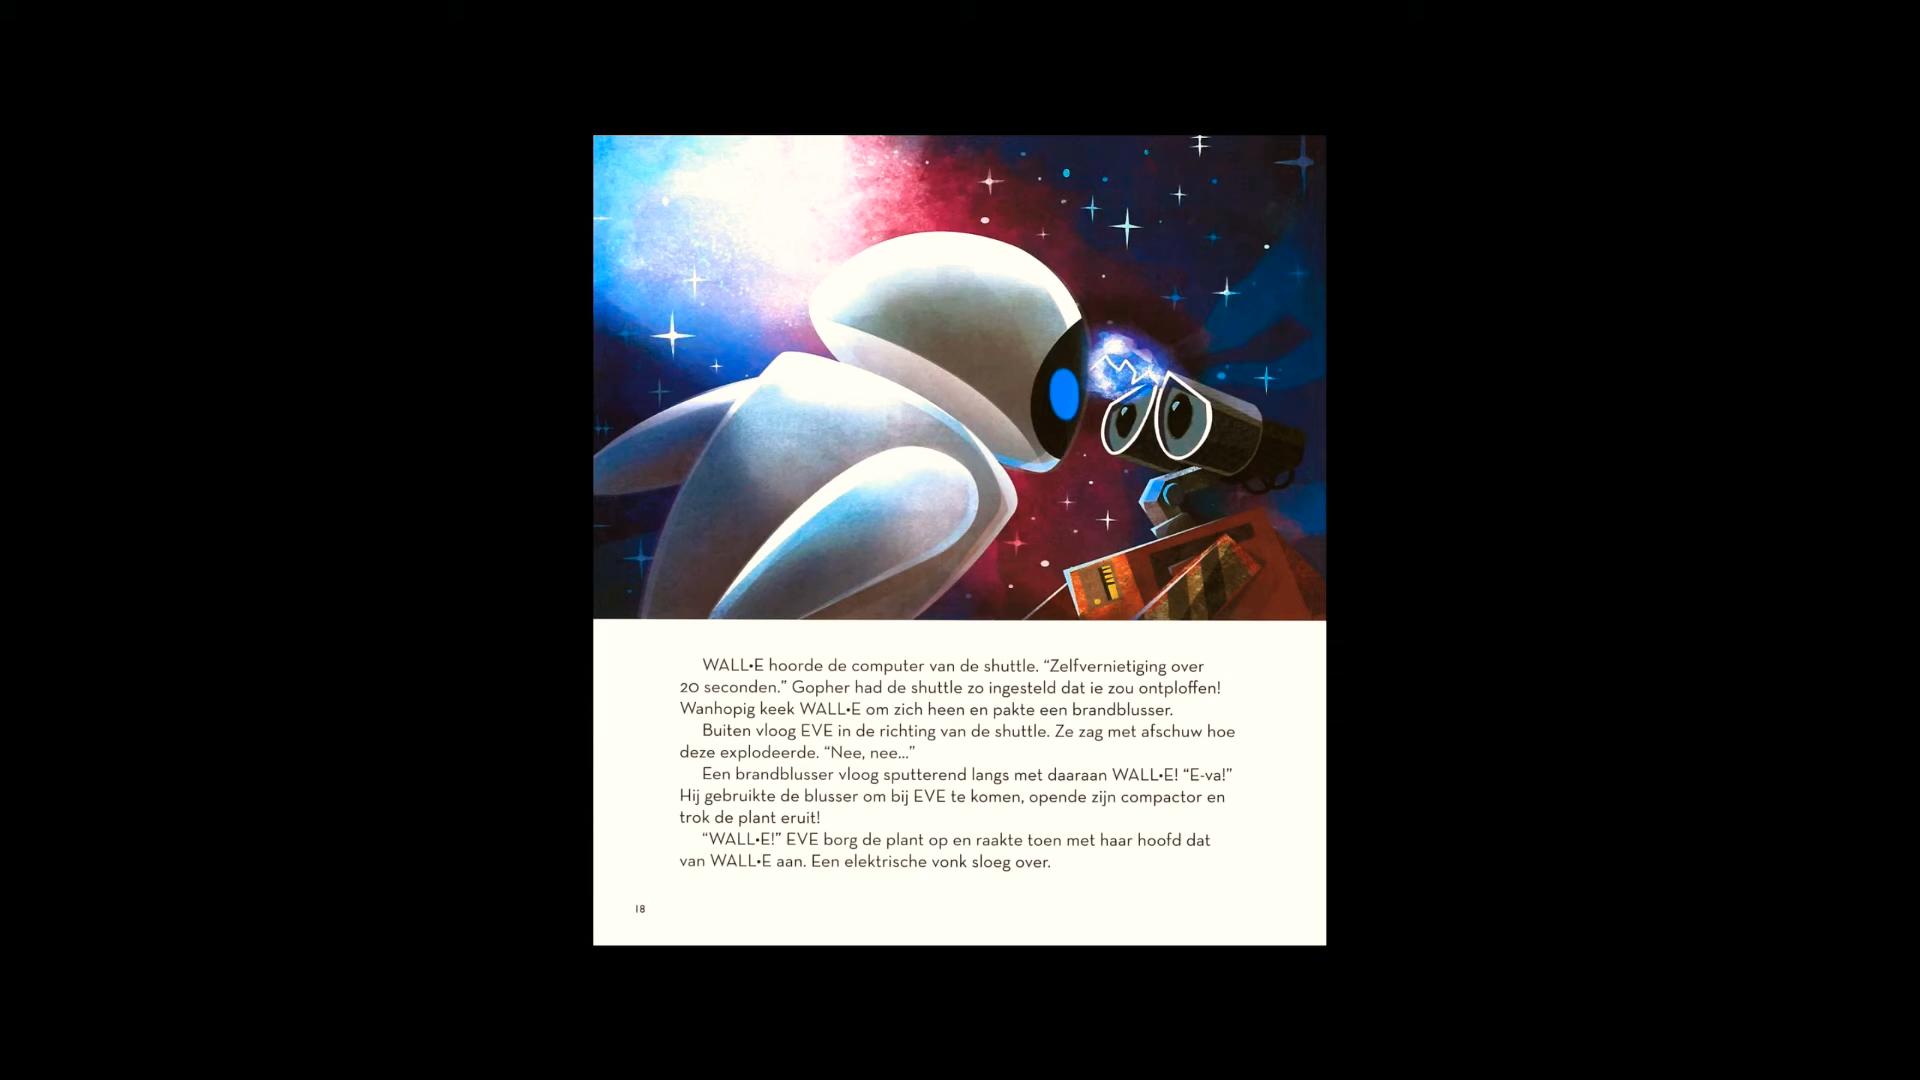 WALL•E hoorde de computer van de shuttle. “Zelfvernietiging over
20 seconden.” Gopher had de shuttle zo ingesteld dat ie zou ontploffen!
Wanhopig keek WALL•E om zich heen en pakte een brandblusser.
Buiten vloog EVE in de richting van de shuttle. Ze zag met afschuw hoe
deze explodeerde. “Nee, nee...”
Een brandblusser vloog sputterend langs met daaraan WALL•E! “E-va!”
Hij gebruikte de blusser om bij EVE te komen, opende zijn compactor en
trok de plant eruit!
“WALL•E!” EVE borg de plant op en raakte toen met haar hoofd dat
van WALL•E aan. Een elektrische vonk sloeg over.
18